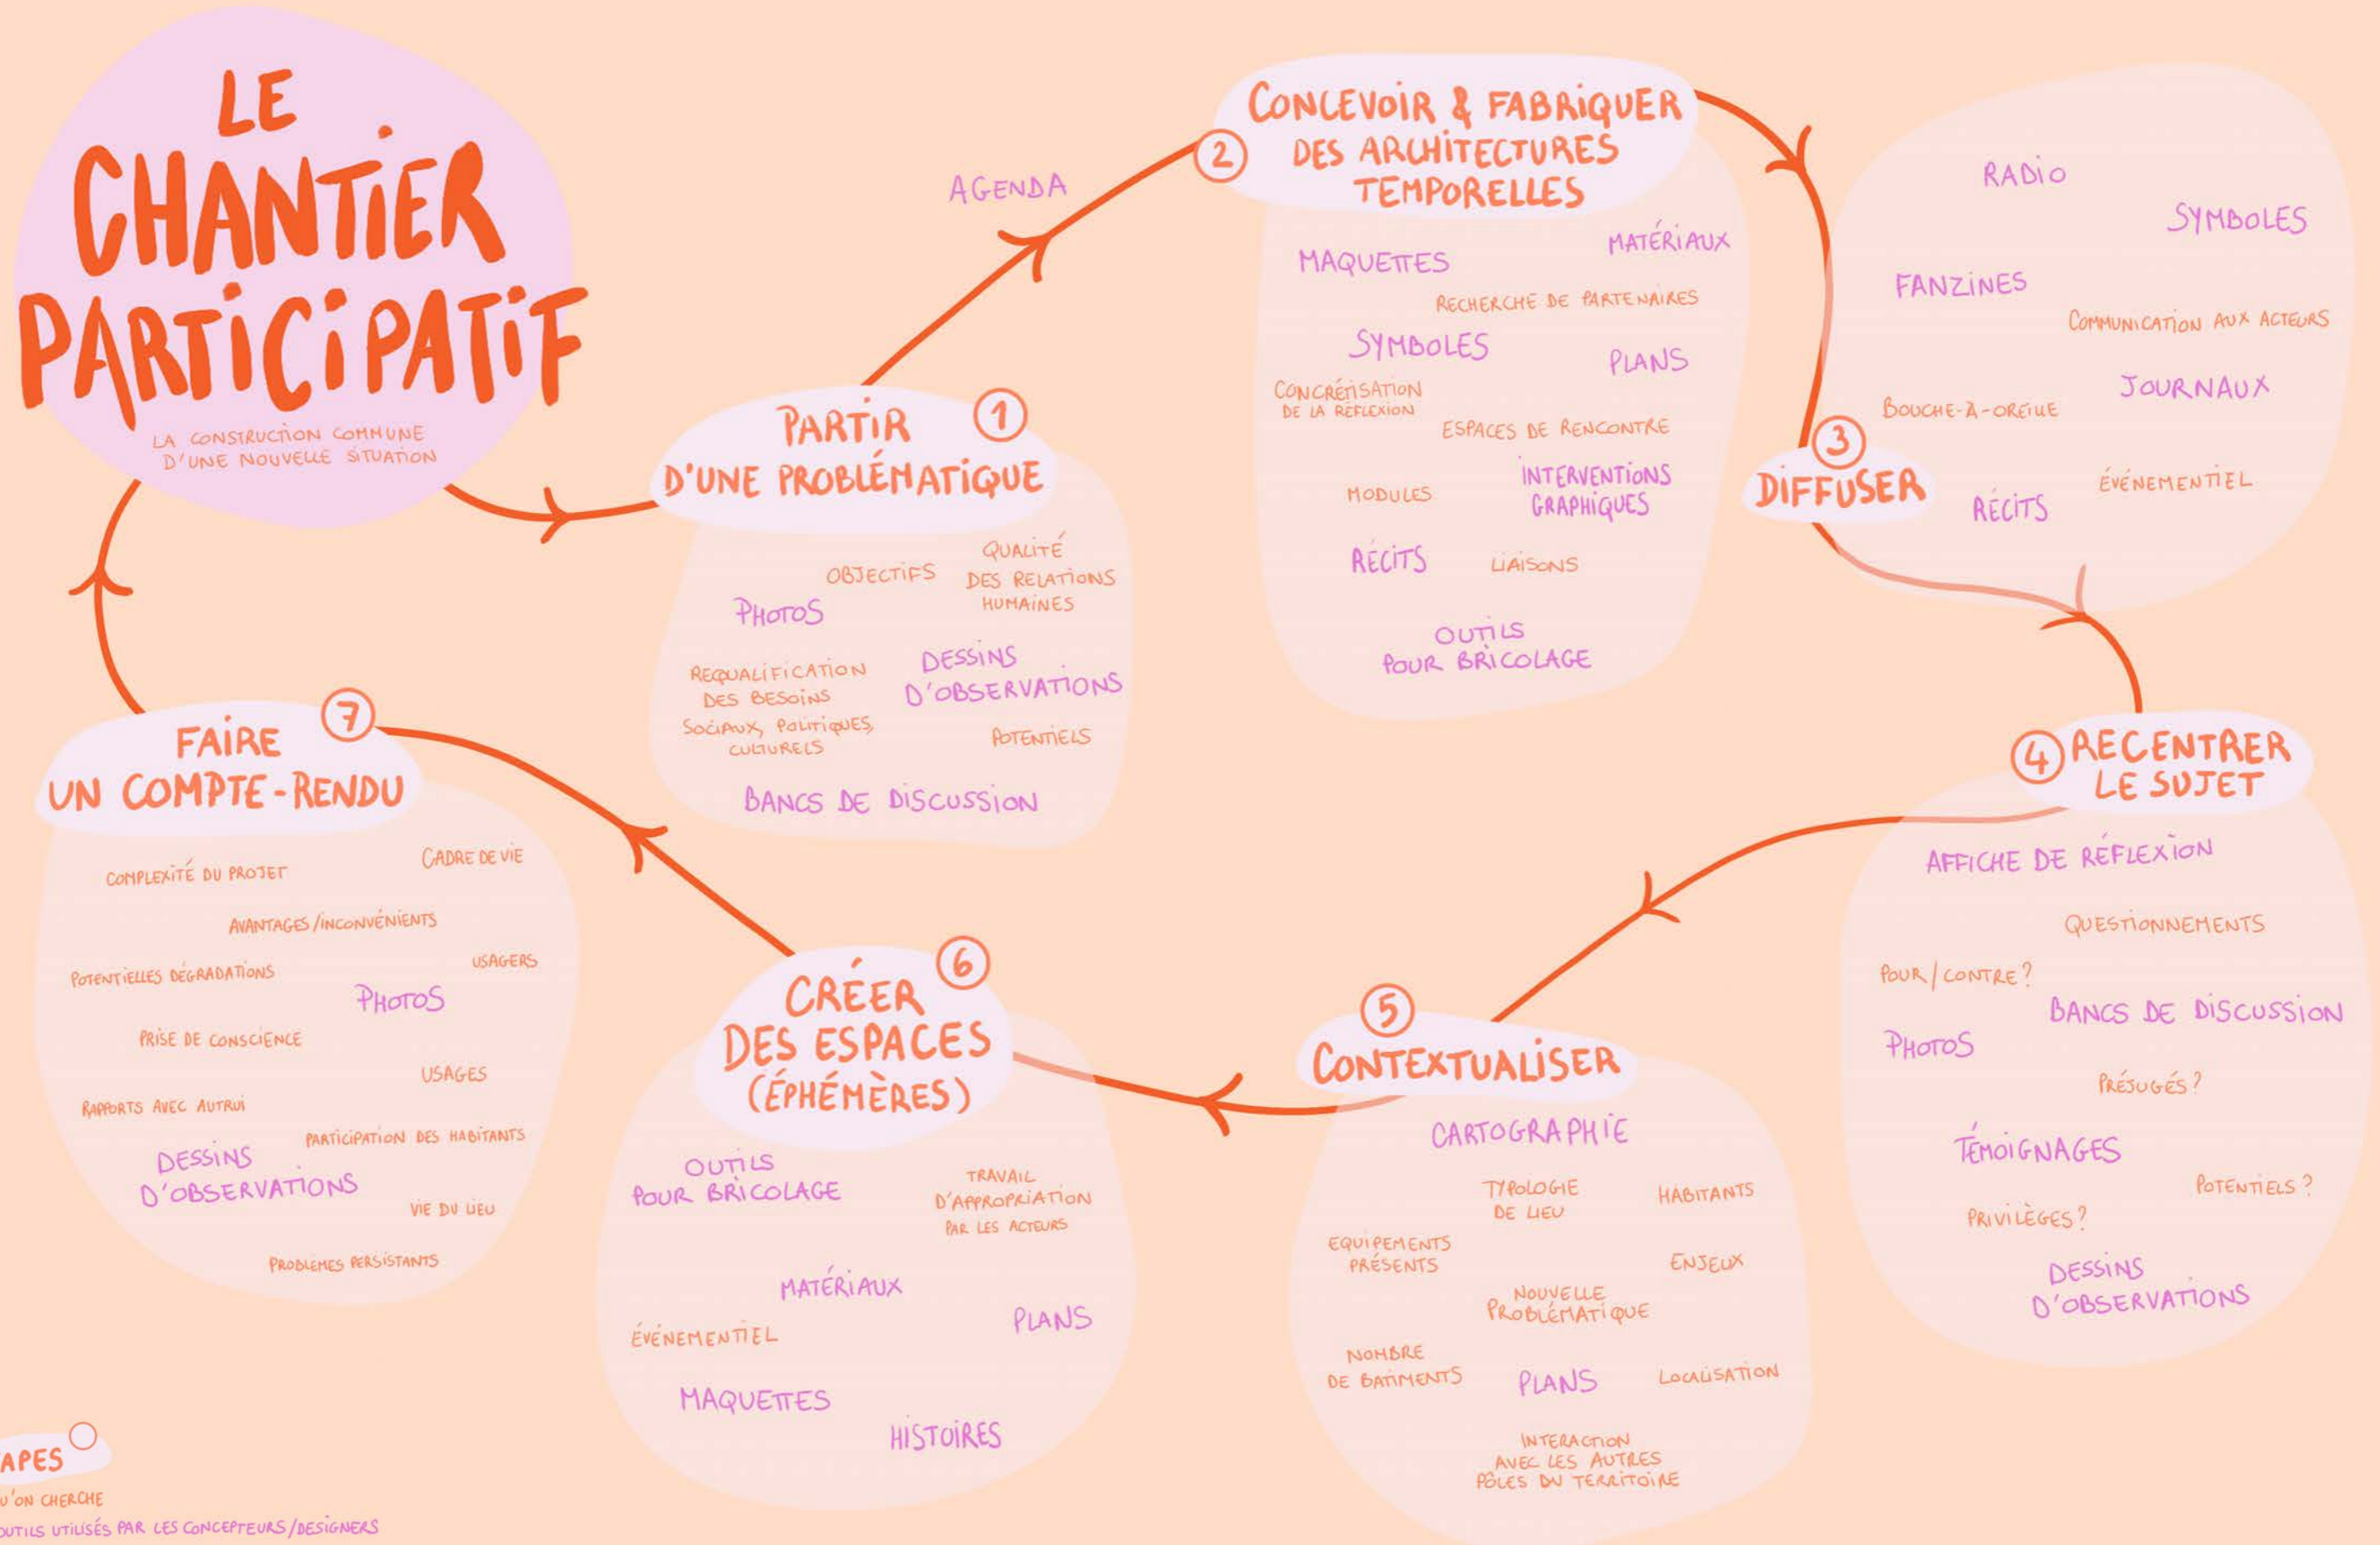 LE
CHANTIER
PARTICIPATIF
LA CONSTRUCTION COMMUNE
D'UNE NOUVELLE SITUATION
1
PARTIR
D'UNE PROBLÉMATIQUE
OBJECTIFS
QUALITÉ
DES RELATIONS
HUMAINES
PHOTOS
REQUALIFICATION
DES BESOINS
SOCIAUX, POLITIQUES,
CULTURELS
DESSINS
D'OBSERVATIONS
POTENTIELS
BANCS DE DISCUSSION
AGENDA
2
CONCEVOIR & FABRIQUER
DES ARCHITECTURES
TEMPORELLES
MAQUETTES
MATÉRIAUX
RECHERCHE DE PARTENAIRES
SYMBOLES
PLANS
CONCRÉTISATION
DE LA RÉFLEXION
ESPACES DE RENCONTRE
MODULES
INTERVENTIONS
GRAPHIQUES
RÉCITS
LIAISONS
OUTILS
POUR BRICOLAGE
3
DIFFUSER
RADIO
SYMBOLES
FANZINES
COMMUNICATION AUX ACTEURS
JOURNAUX
BOUCHE-À-OREILLE
ÉVÉNEMENTIEL
RÉCITS
4
RECENTRER
LE SUJET
AFFICHE DE RÉFLEXION
QUESTIONNEMENTS
POUR/CONTRE?
BANCS DE DISCUSSION
PHOTOS
PRÉJUGÉS?
TÉMOIGNAGES
POTENTIELS?
PRIVILÈGES?
DESSINS
D'OBSERVATIONS
5
CONTEXTUALISER
CARTOGRAPHIE
TYPOLOGIE
DE LIEU
HABITANTS
EQUIPEMENTS
PRÉSENTS
ENJEUX
NOUVELLE
PROBLÉMATIQUE
NOMBRE
DE BATIMENTS
PLANS
LOCALISATION
INTERACTION
AVEC LES AUTRES
PÔLES DU TERRITOIRE
6
CRÉER
DES ESPACES
(ÉPHÉMÈRES)
OUTILS
POUR BRICOLAGE
TRAVAIL
D'APPROPRIATION
PAR LES ACTEURS
MATÉRIAUX
PLANS
ÉVÉNEMENTIEL
MAQUETTES
HISTOIRES
7
FAIRE
UN COMPTE-RENDU
COMPLEXITÉ DU PROJET
CADRE DE VIE
AVANTAGES/INCONVÉNIENTS
POTENTIELLES DÉGRADATIONS
USAGERS
PHOTOS
PRISE DE CONSCIENCE
USAGES
RAPPORTS AVEC AUTRUI
PARTICIPATION DES HABITANTS
DESSINS
D'OBSERVATIONS
VIE DU LIEU
PROBLÈMES PERSISTANTS
APES
U'ON CHERCHE
OUTILS UTILISÉS PAR LES CONCEPTEURS/DESIGNERS